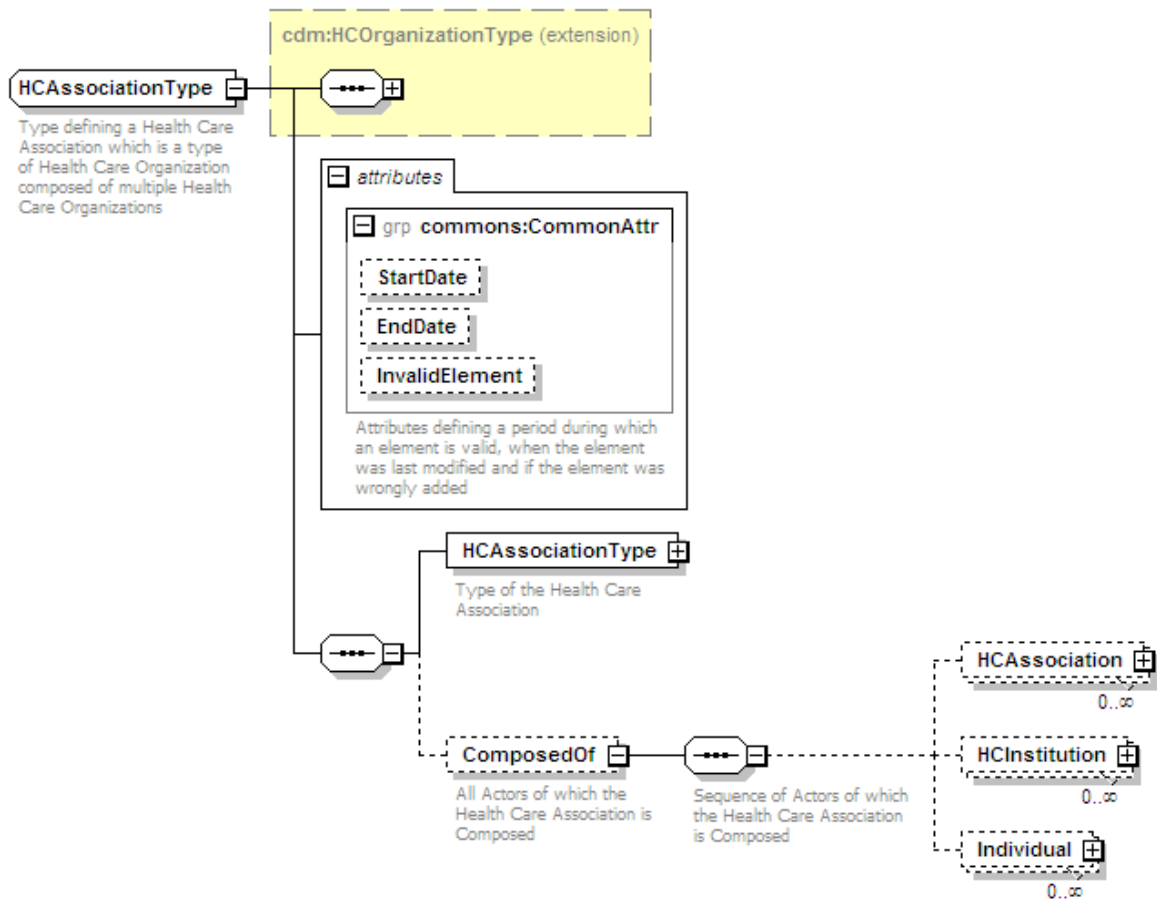 cdm:HCOrganizationType (extension)
HCAssociationType
Type defining a Health Care
Association which is a type
of Health Care Organization
composed of multiple Health
Care Organizations
attributes
grp commons:CommonAttr
StartDate
EndDate
InvalidElement
Attributes defining a period during which
an element is valid, when the element
was last modified and if the element was
wrongly added
HCAssociationType
Type of the Health Care
Association
HCAssociation
0..∞
ComposedOf
All Actors of which the
Health Care Association is
Composed
Sequence of Actors of which
the Health Care Association
is Composed
HCInstitution
0..∞
Individual
0..∞